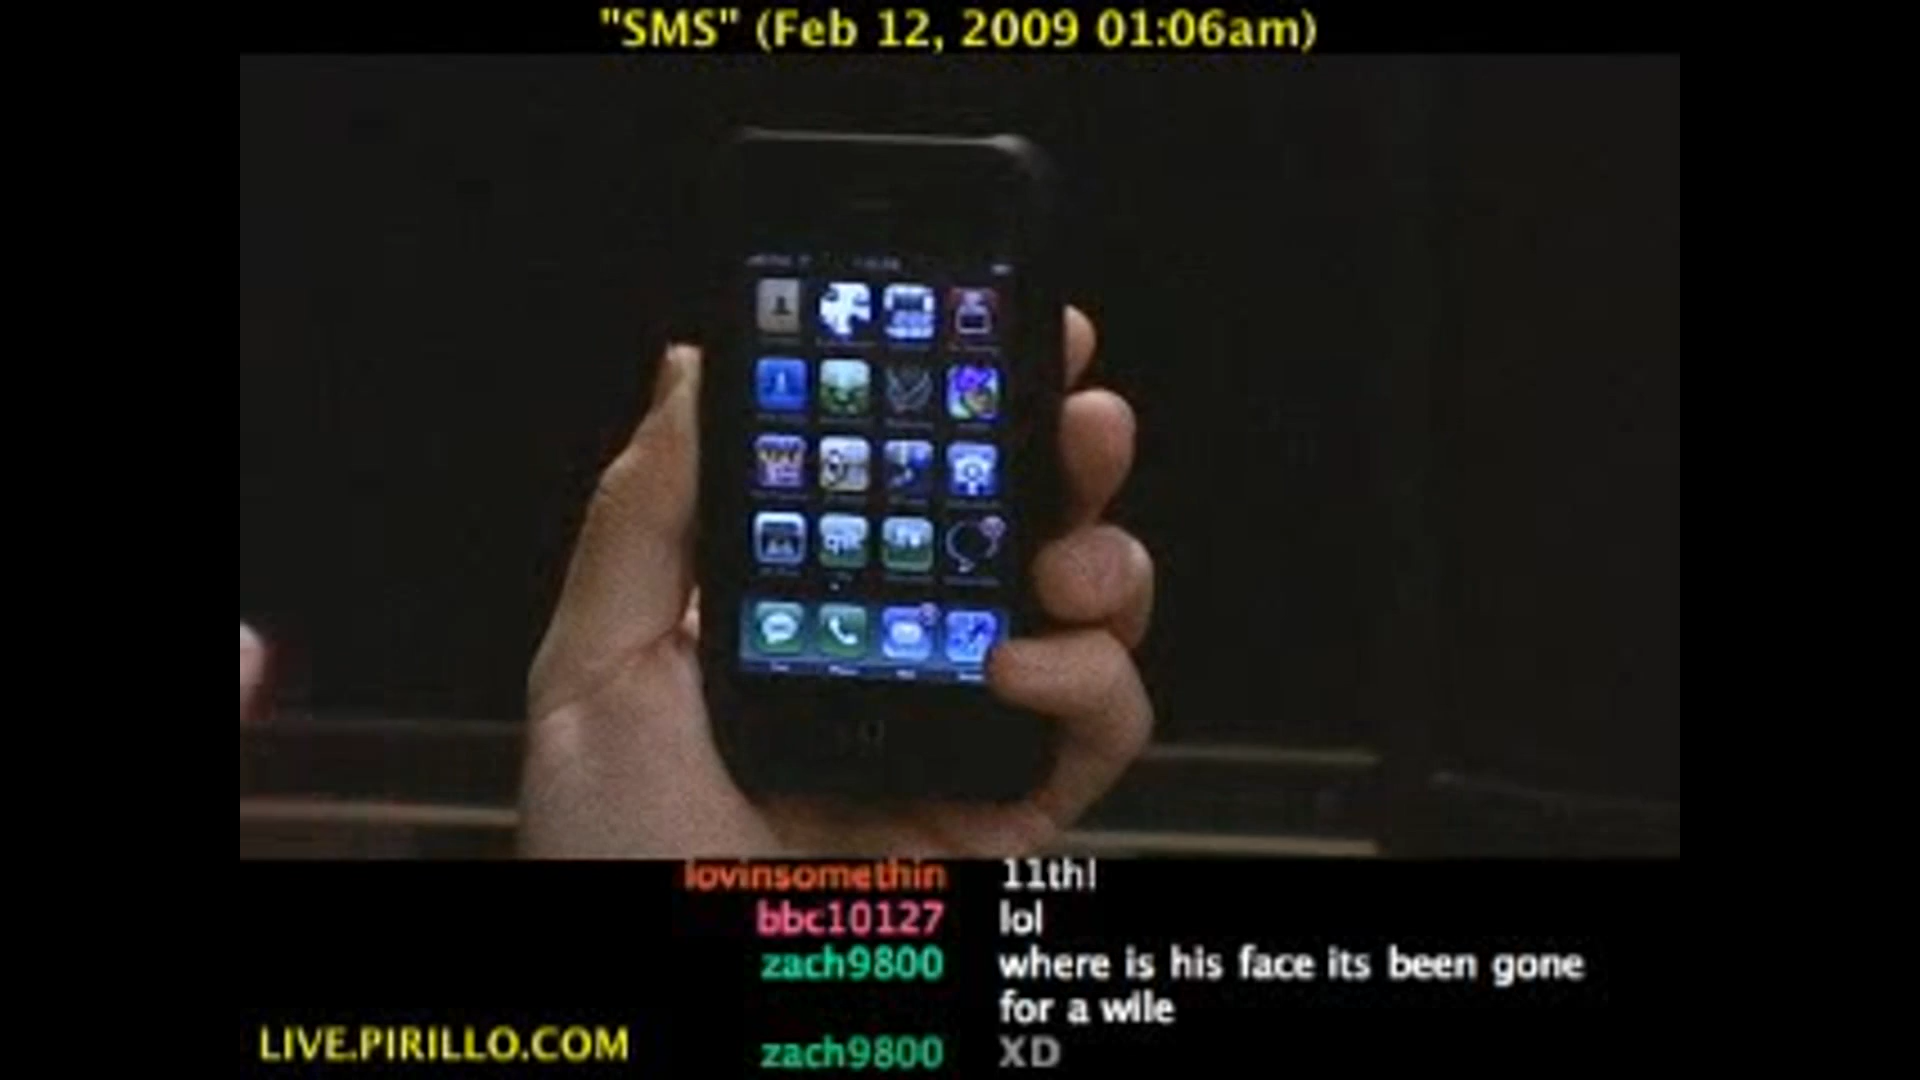 "SMS" (Feb 12, 2009 01:06am)
lovinsomethin 11th!
bbc10127 lol
zach9800 where is his face its been gone
for a wile
LIVE.PIRILLO.COM
zach9800 XD